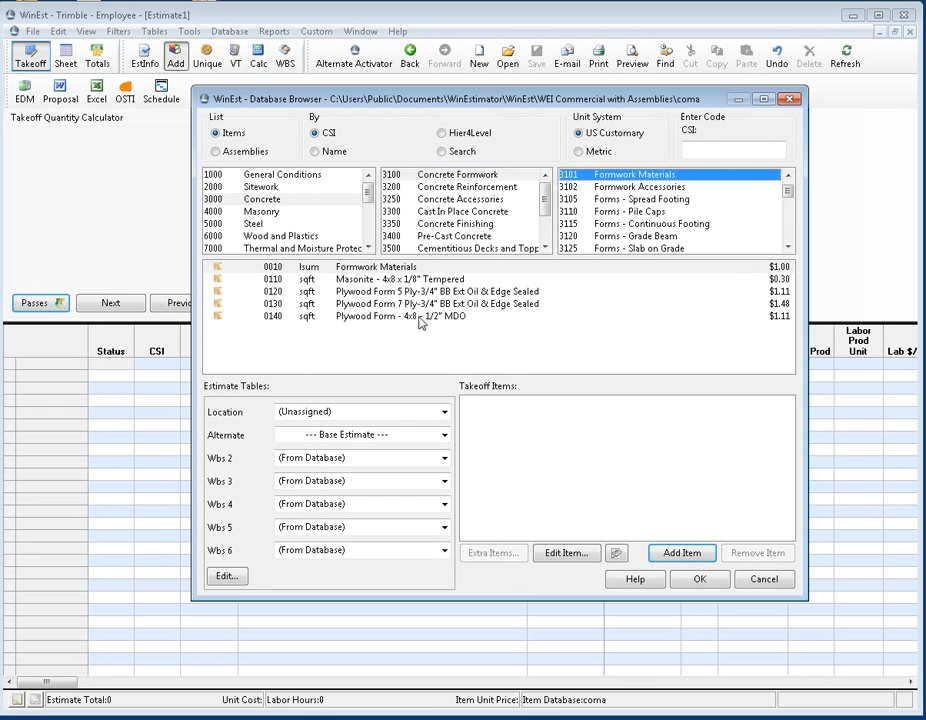 WinEst - Trimble - Employee - [Estimate1]
File Edit View Filters Tables Tools Database Reports Custom Window Help
Takeoff Sheet Totals EstInfo Add Unique VT Calc WBS Alternate Activator Back Forward New Open Save E-mail Print Preview Find Cut Copy Paste Undo Delete Refresh
EDM Proposal Excel OSTI Schedule
Takeoff Quantity Calculator
WinEst - Database Browser - C:\Users\Public\Documents\WinEstimator\WinEst\WEI Commercial with Assemblies\coma
List By Unit System Enter Code
Items CSI Hier4Level US Customary CSI:
Assemblies Name Search Metric
1000 General Conditions 3100 Concrete Formwork 3101 Formwork Materials
2000 Sitework 3200 Concrete Reinforcement 3102 Formwork Accessories
3000 Concrete 3250 Concrete Accessories 3105 Forms - Spread Footing
4000 Masonry 3300 Cast In Place Concrete 3110 Forms - Pile Caps
5000 Steel 3350 Concrete Finishing 3115 Forms - Continuous Footing
6000 Wood and Plastics 3400 Pre-Cast Concrete 3120 Forms - Grade Beam
7000 Thermal and Moisture Protec 3500 Cementitious Decks and Topp 3125 Forms - Slab on Grade
0010 lsum Formwork Materials $1.00
0110 sqft Masonite - 4x8 x 1/8" Tempered $0.30
0120 sqft Plywood Form 5 Ply-3/4" BB Ext Oil & Edge Sealed $1.11
0130 sqft Plywood Form 7 Ply-3/4" BB Ext Oil & Edge Sealed $1.48
0140 sqft Plywood Form - 4x8 - 1/2" MDO $1.11
Passes Next Previo
Status CSI Prod Labor Prod Unit Lab $/
Estimate Tables: Takeoff Items:
Location (Unassigned)
Alternate --- Base Estimate ---
Wbs 2 (From Database)
Wbs 3 (From Database)
Wbs 4 (From Database)
Wbs 5 (From Database)
Wbs 6 (From Database)
Extra Items... Edit Item... Add Item Remove Item
Edit... Help OK Cancel
Estimate Total:0 Unit Cost: Labor Hours:0 Item Unit Price: Item Database:coma